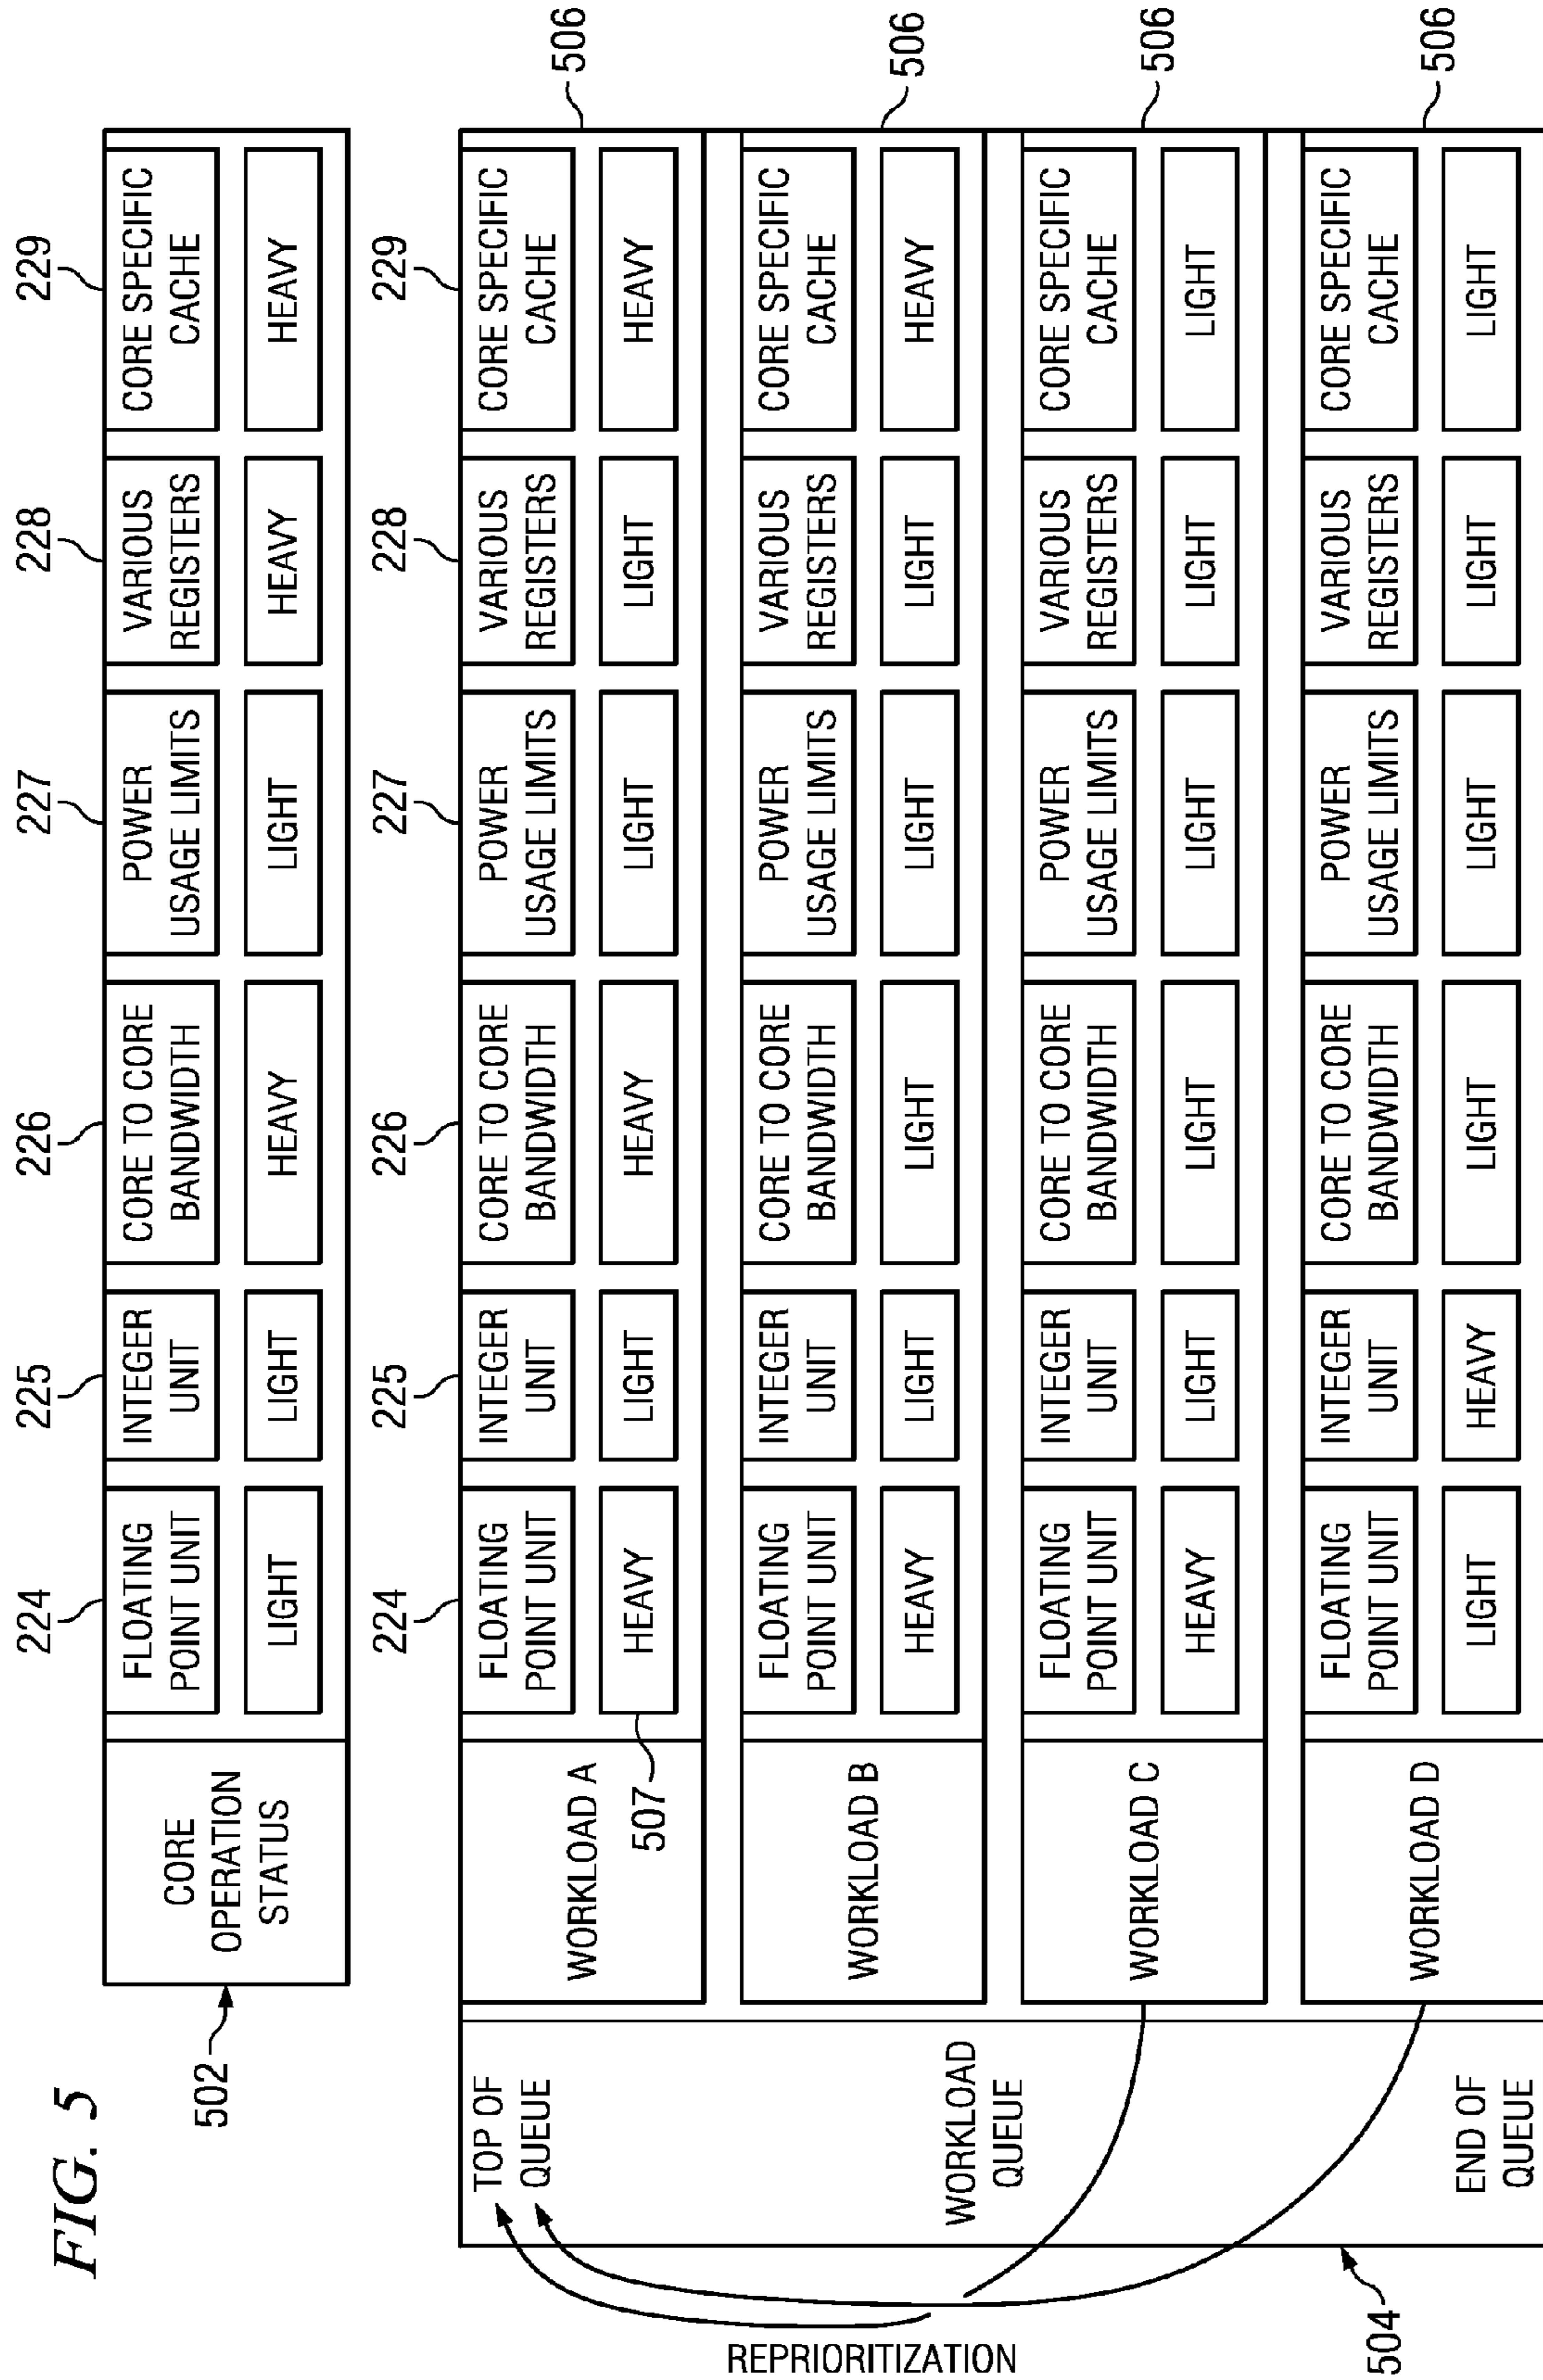 FIG. 5
502
CORE
OPERATION
STATUS
224
225
226
227
228
229
FLOATING
POINT UNIT
INTEGER
UNIT
CORE TO CORE
BANDWIDTH
POWER
USAGE LIMITS
VARIOUS
REGISTERS
CORE SPECIFIC
CACHE
LIGHT
LIGHT
HEAVY
LIGHT
HEAVY
HEAVY
224
225
226
227
228
229
TOP OF
QUEUE
WORKLOAD A
507
FLOATING
POINT UNIT
INTEGER
UNIT
CORE TO CORE
BANDWIDTH
POWER
USAGE LIMITS
VARIOUS
REGISTERS
CORE SPECIFIC
CACHE
HEAVY
LIGHT
HEAVY
LIGHT
LIGHT
HEAVY
506
REPRIORITIZATION
WORKLOAD B
FLOATING
POINT UNIT
INTEGER
UNIT
CORE TO CORE
BANDWIDTH
POWER
USAGE LIMITS
VARIOUS
REGISTERS
CORE SPECIFIC
CACHE
HEAVY
LIGHT
LIGHT
LIGHT
LIGHT
HEAVY
506
WORKLOAD
QUEUE
WORKLOAD C
FLOATING
POINT UNIT
INTEGER
UNIT
CORE TO CORE
BANDWIDTH
POWER
USAGE LIMITS
VARIOUS
REGISTERS
CORE SPECIFIC
CACHE
HEAVY
LIGHT
LIGHT
LIGHT
LIGHT
LIGHT
506
504
END OF
QUEUE
WORKLOAD D
FLOATING
POINT UNIT
INTEGER
UNIT
CORE TO CORE
BANDWIDTH
POWER
USAGE LIMITS
VARIOUS
REGISTERS
CORE SPECIFIC
CACHE
LIGHT
HEAVY
LIGHT
LIGHT
LIGHT
LIGHT
506